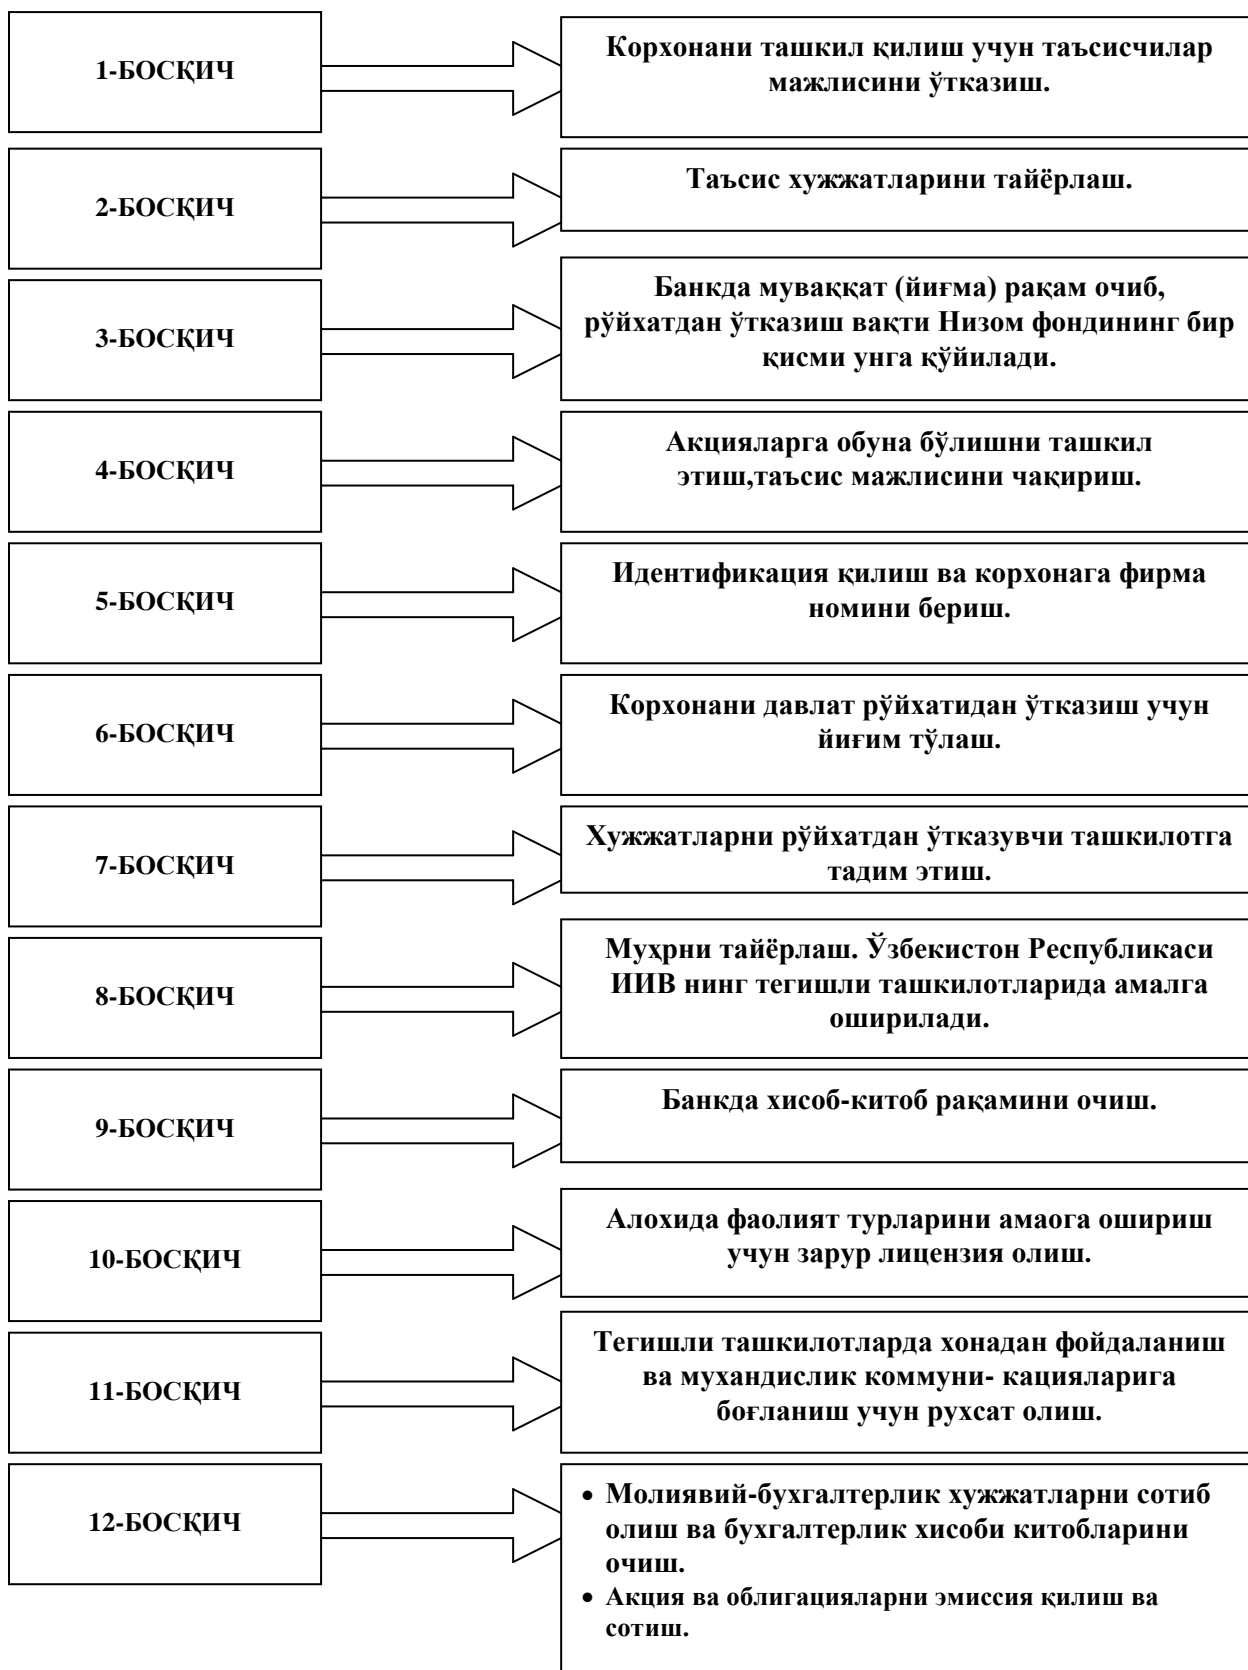 1-БОСҚИЧ
Корхонани ташкил қилиш учун таъсисчилар
мажлисини ўтказиш.
2-БОСҚИЧ
Таъсис хужжатларини тайёрлаш.
3-БОСҚИЧ
Банкда муваққат (йиғма) рақам очиб,
рўйхатдан ўтказиш вақти Низом фондининг бир
қисми унга қўйилади.
4-БОСҚИЧ
Акцияларга обуна бўлишни ташкил
этиш,таъсис мажлисини чақириш.
5-БОСҚИЧ
Идентификация қилиш ва корхонага фирма
номини бериш.
6-БОСҚИЧ
Корхонани давлат рўйхатидан ўтказиш учун
йиғим тўлаш.
7-БОСҚИЧ
Хужжатларни рўйхатдан ўтказувчи ташкилотга
тадим этиш.
8-БОСҚИЧ
Муҳрни тайёрлаш. Ўзбекистон Республикаси
ИИВ нинг тегишли ташкилотларида амалга
оширилади.
9-БОСҚИЧ
Банкда хисоб-китоб рақамини очиш.
10-БОСҚИЧ
Алохида фаолият турларини амаога ошириш
учун зарур лицензия олиш.
11-БОСҚИЧ
Тегишли ташкилотларда хонадан фойдаланиш
ва мухандислик коммуни- кацияларига
боғланиш учун рухсат олиш.
12-БОСҚИЧ
• Молиявий-бухгалтерлик хужжатларни сотиб
олиш ва бухгалтерлик хисоби китобларини
очиш.
• Акция ва облигацияларни эмиссия қилиш ва
сотиш.